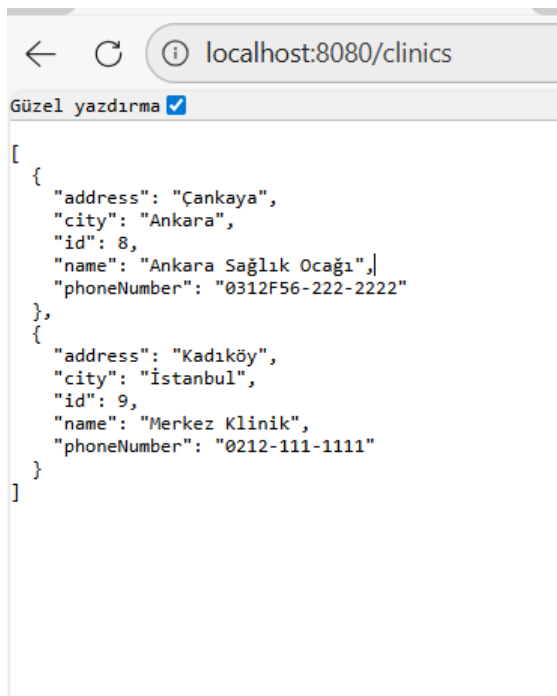 localhost:8080/clinics
Güzel yazdırma
[
  {
    "address": "Çankaya",
    "city": "Ankara",
    "id": 8,
    "name": "Ankara Sağlık Ocağı",
    "phoneNumber": "0312F56-222-2222"
  },
  {
    "address": "Kadıköy",
    "city": "İstanbul",
    "id": 9,
    "name": "Merkez Klinik",
    "phoneNumber": "0212-111-1111"
  }
]